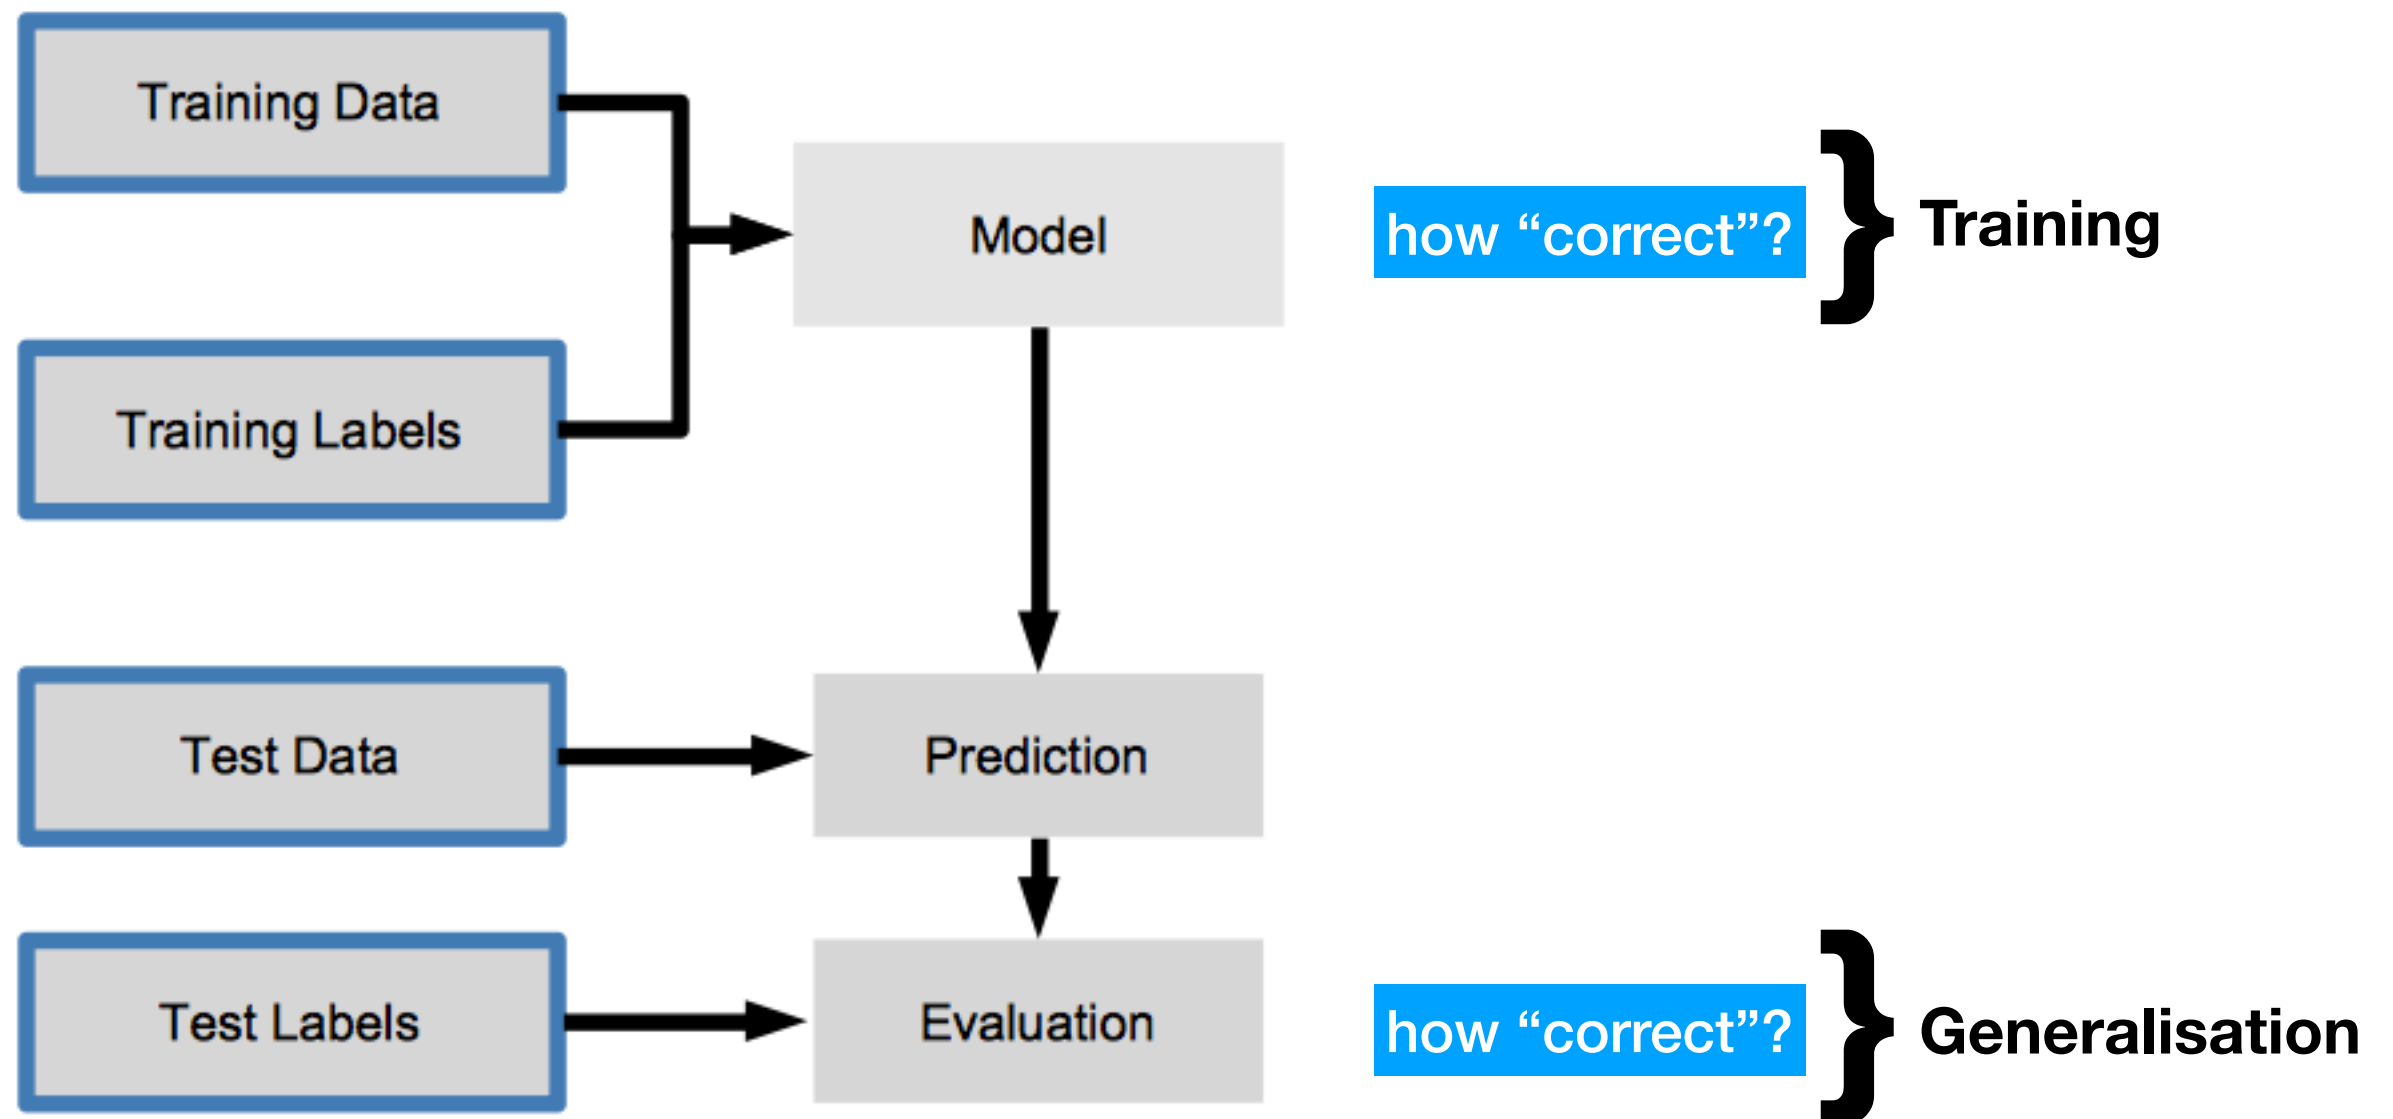 Training Data
Model
how “correct”?
} Training
Training Labels
Test Data
Prediction
Test Labels
Evaluation
how “correct”?
} Generalisation